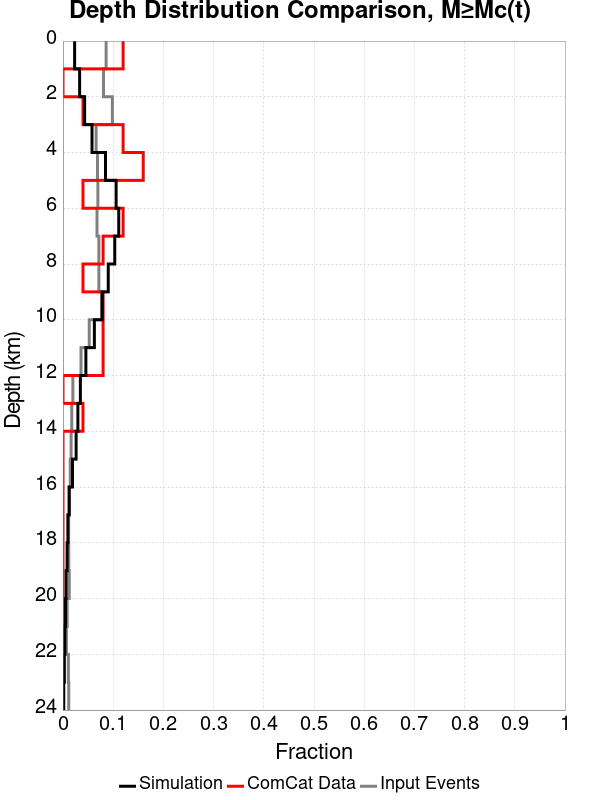 Depth Distribution Comparison, M≥Mc(t)
0
2
4
6
8
10
12
14
16
18
20
22
24
Depth (km)
0 0.1 0.2 0.3 0.4 0.5 0.6 0.7 0.8 0.9 1
Fraction
Simulation ComCat Data Input Events